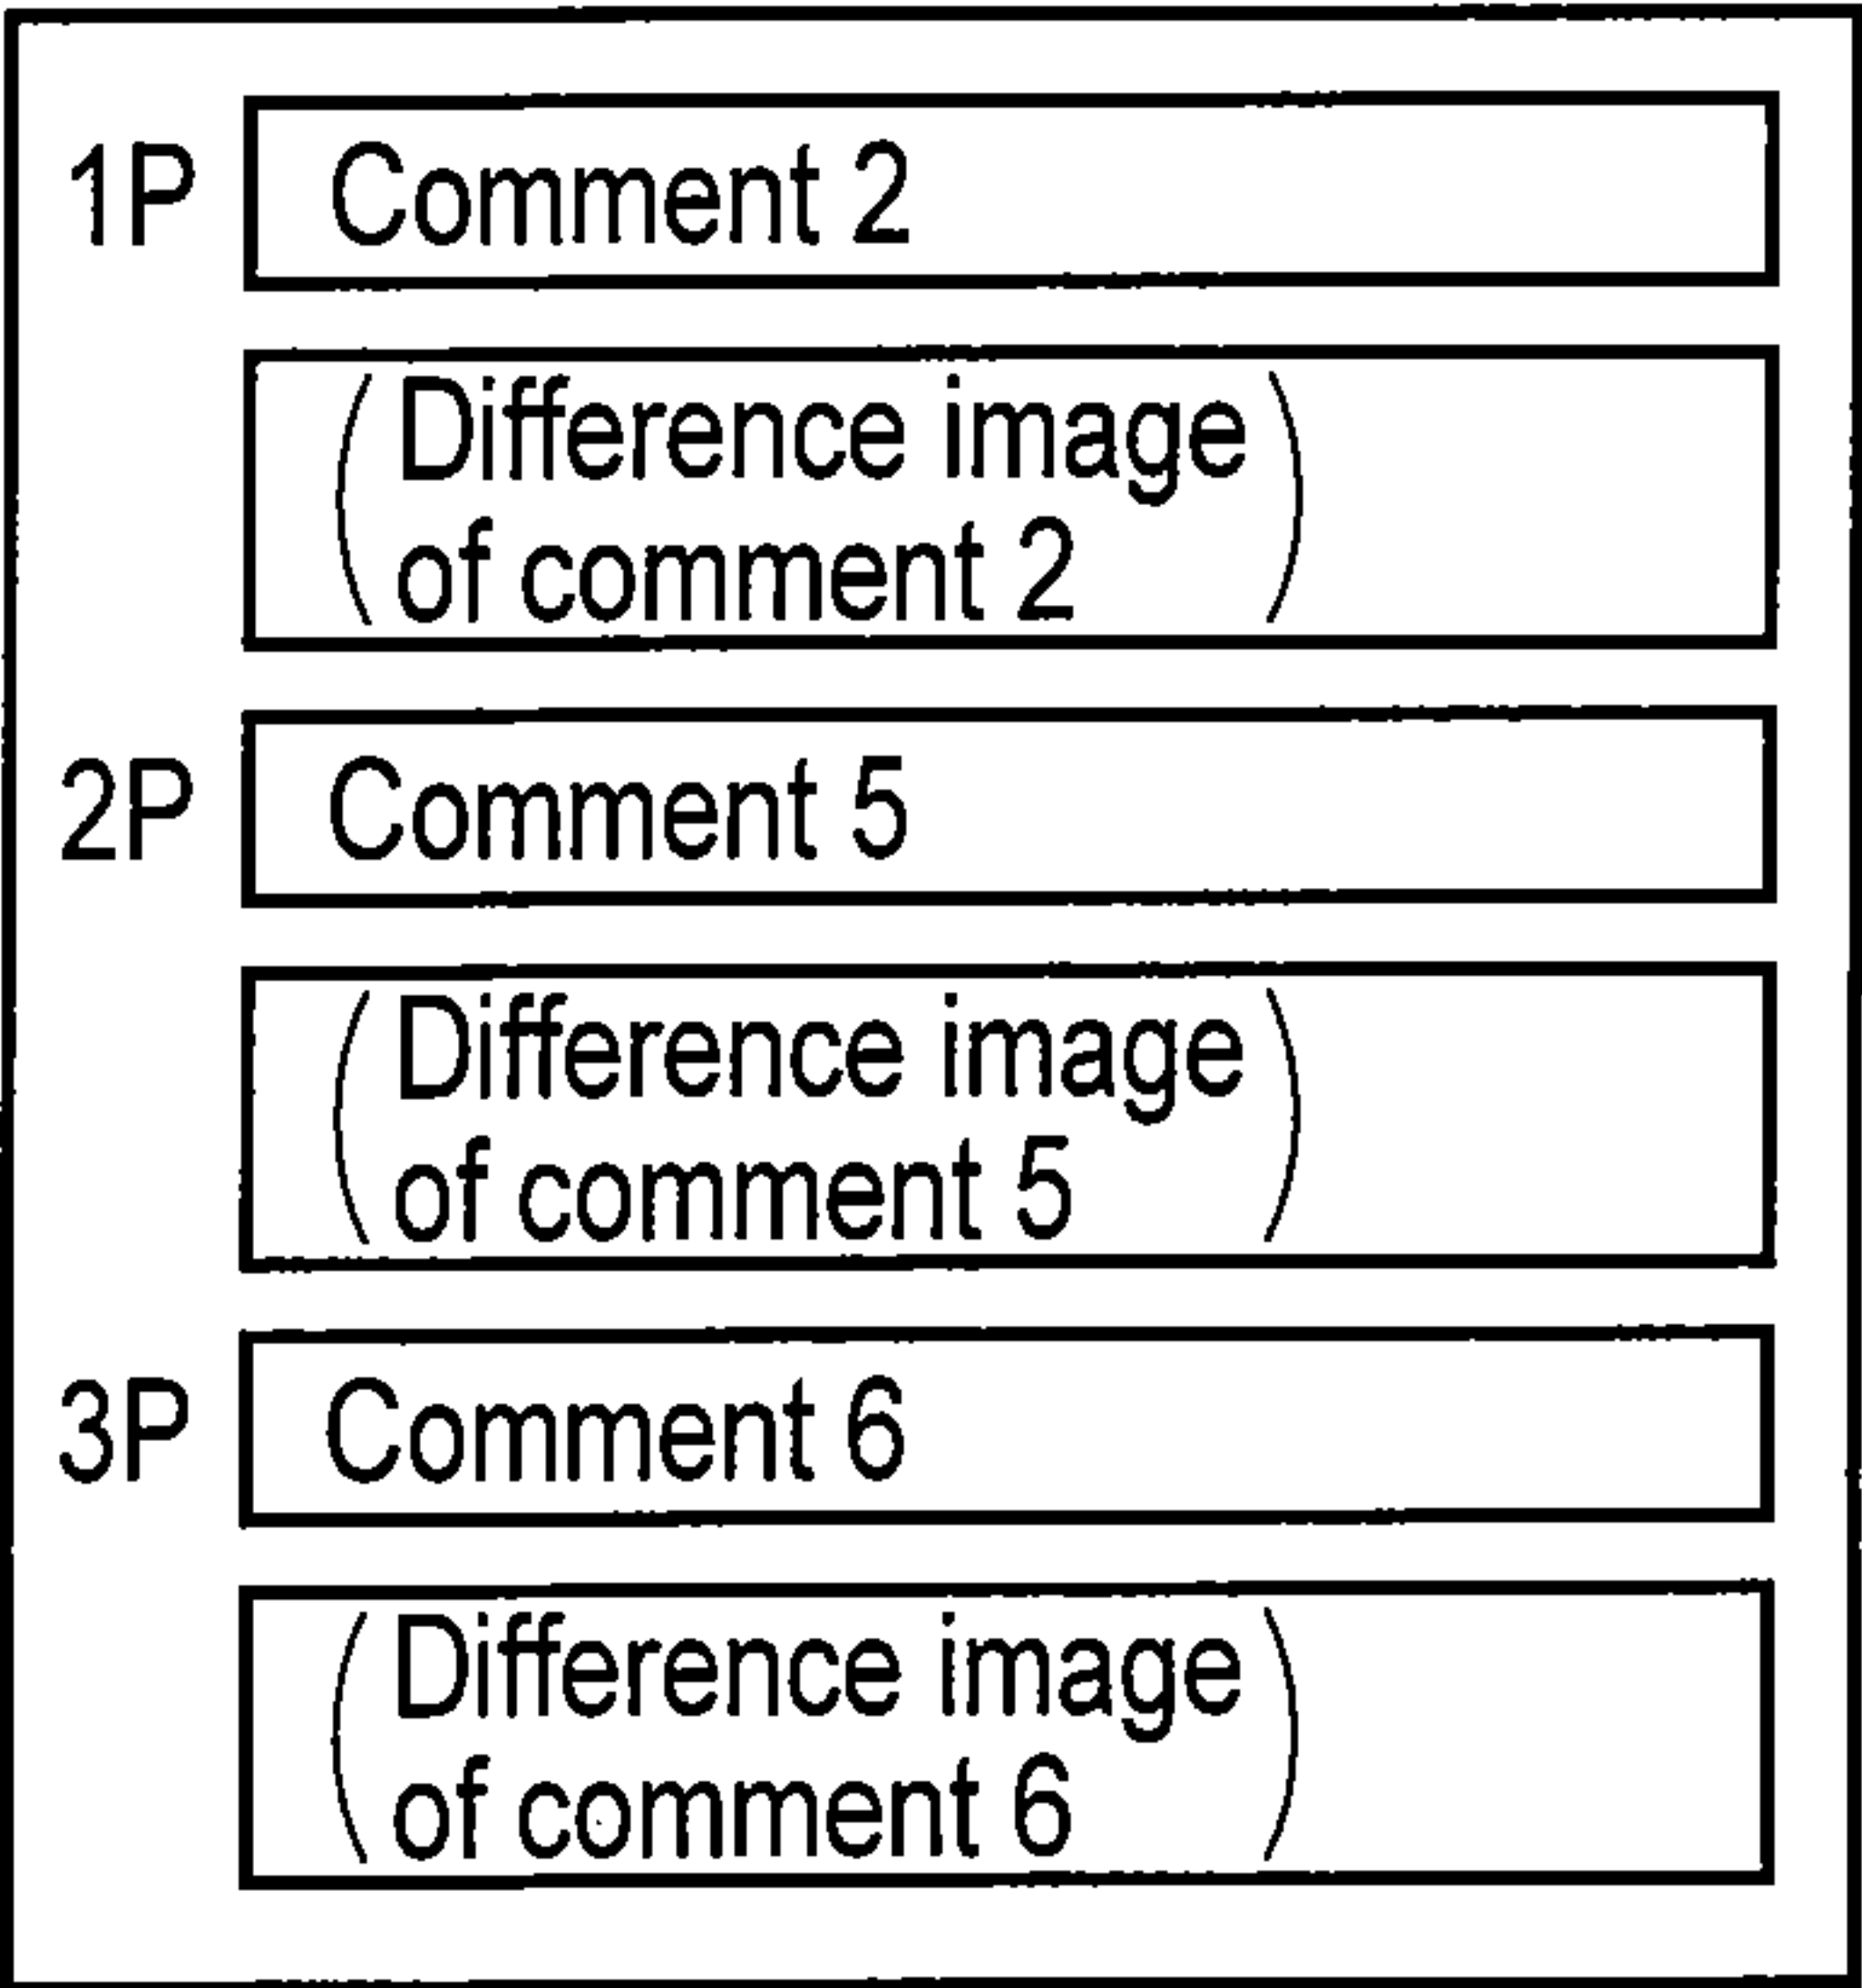 1P Comment 2
(Difference image
of comment 2)
2P Comment 5
(Difference image
of comment 5)
3P Comment 6
(Difference image
of comment 6)